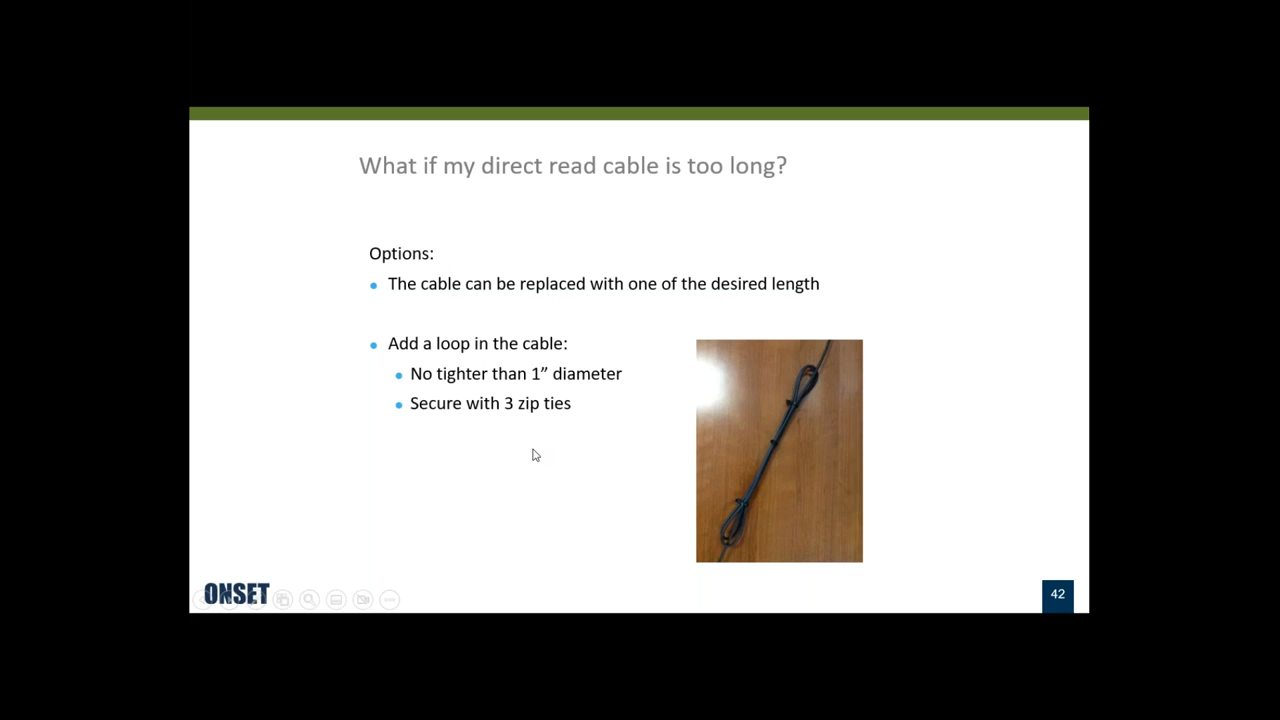 What if my direct read cable is too long?
Options:
The cable can be replaced with one of the desired length
Add a loop in the cable:
No tighter than 1” diameter
Secure with 3 zip ties
ONSET
42